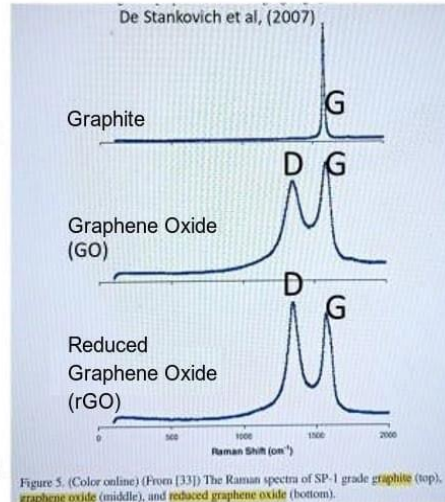 De Stankovich et al, (2007)
Graphite
G
D G
Graphene Oxide
(GO)
D
G
Reduced
Graphene Oxide
(rGO)
0 500 1000 1500 2000
Raman Shift (cm⁻¹)
Figure 5. (Color online) (From [33]) The Raman spectra of SP-1 grade graphite (top),
graphene oxide (middle), and reduced graphene oxide (bottom).